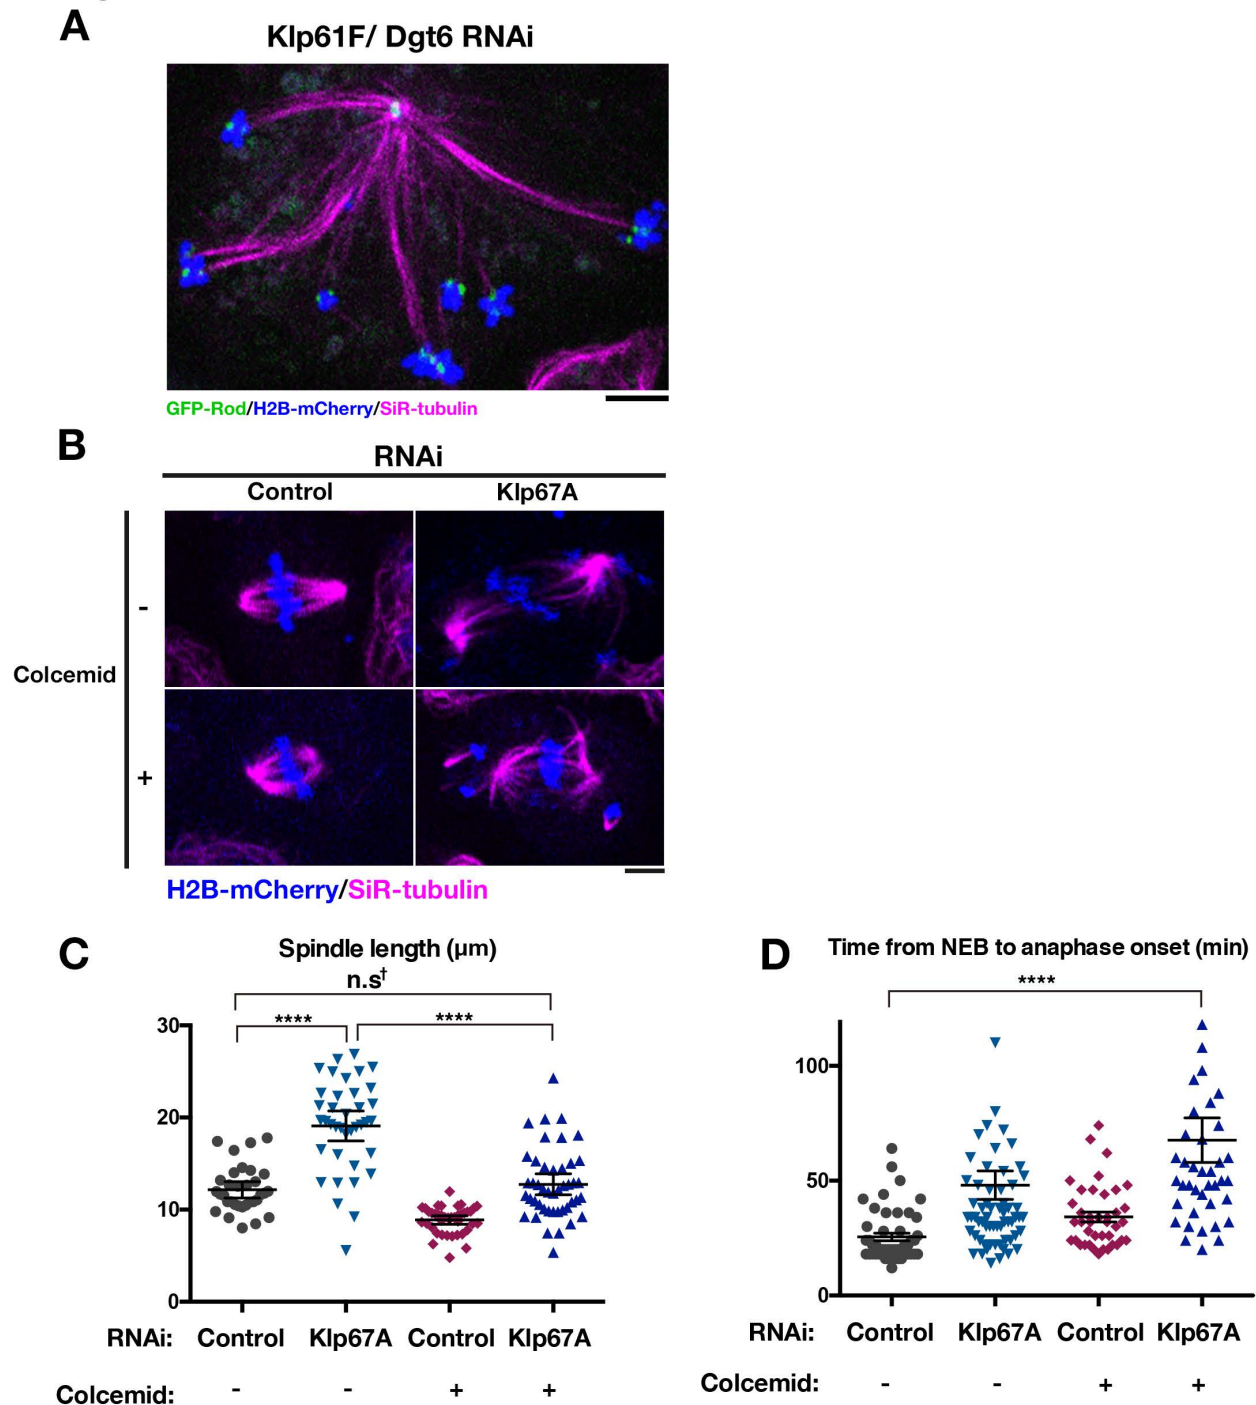 A
Klp61F/ Dgt6 RNAi
GFP-Rod/H2B-mCherry/SiR-tubulin
B
RNAi
Control Klp67A
-
Colcemid
+
H2B-mCherry/SiR-tubulin
C
Spindle length (µm)
n.s†
**** ****
30
20
10
0
RNAi: Control Klp67A Control Klp67A
Colcemid: - - + +
D
Time from NEB to anaphase onset (min)
****
100
50
0
RNAi: Control Klp67A Control Klp67A
Colcemid: - - + +